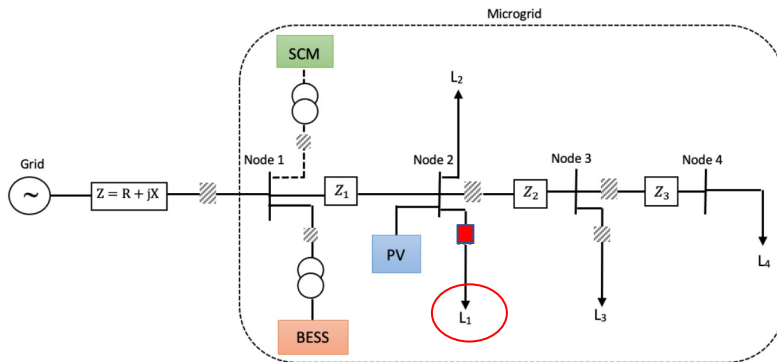 Microgrid
SCM
L₂
Grid
Node 1
Node 2
Node 3
Node 4
~
Z = R + jX
Z₁
Z₂
Z₃
PV
L₁
L₃
L₄
BESS